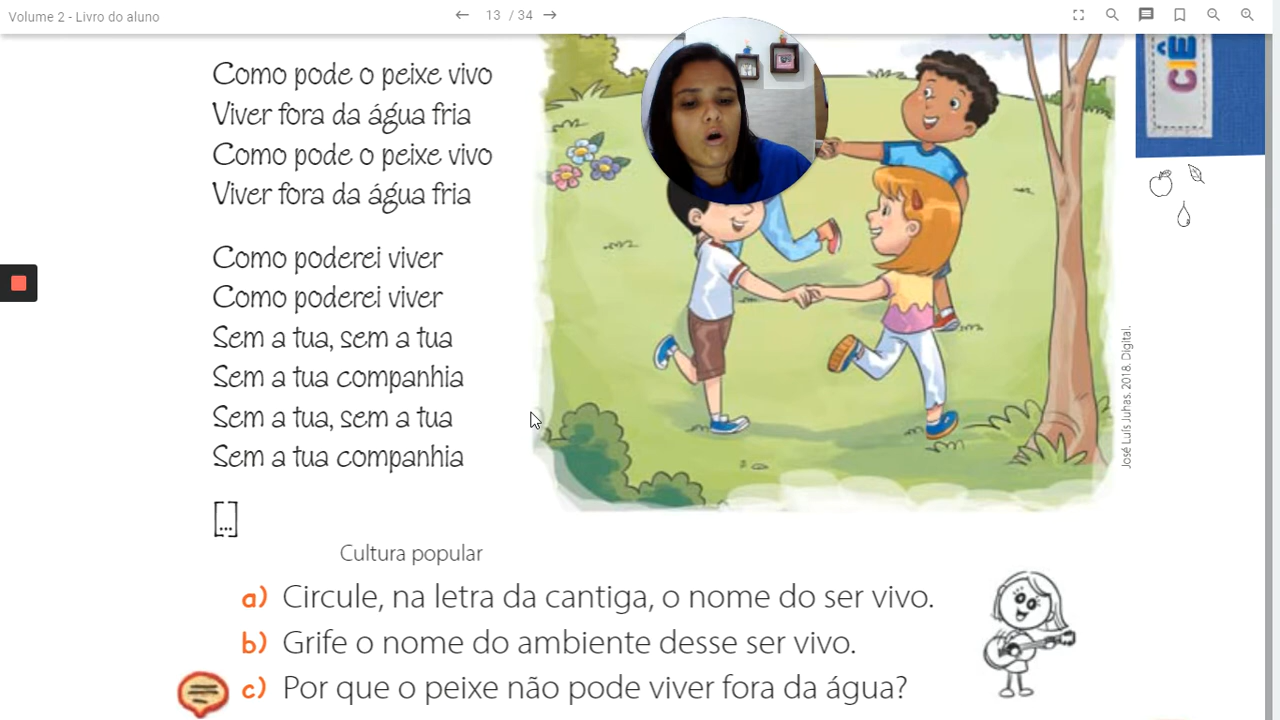 Volume 2 - Livro do aluno
13 / 34
Como pode o peixe vivo
Viver fora da água fria
Como pode o peixe vivo
Viver fora da água fria
Como poderei viver
Como poderei viver
Sem a tua, sem a tua
Sem a tua companhia
Sem a tua, sem a tua
Sem a tua companhia
[...]
Cultura popular
a) Circule, na letra da cantiga, o nome do ser vivo.
b) Grife o nome do ambiente desse ser vivo.
c) Por que o peixe não pode viver fora da água?
José Luís Juhas. 2018. Digital.
CIÊ